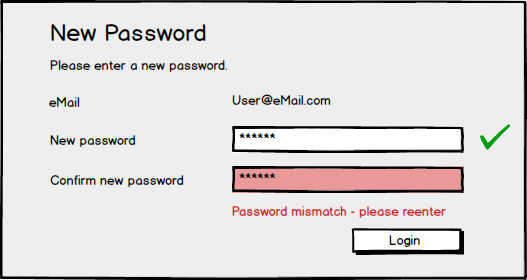 New Password
Please enter a new password.
eMail User@eMail.com
New password ******
Confirm new password ******
Password mismatch - please reenter
Login